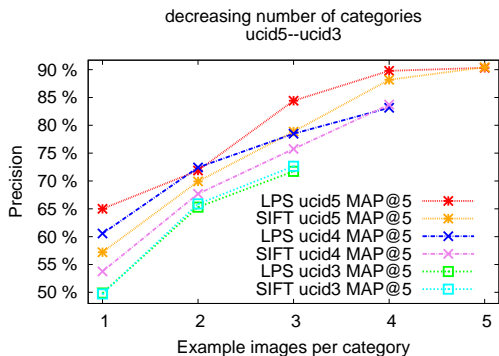 decreasing number of categories
ucid5--ucid3
90 %
85 %
80 %
75 %
70 %
65 %
60 %
55 %
50 %
Precision
LPS ucid5 MAP@5
SIFT ucid5 MAP@5
LPS ucid4 MAP@5
SIFT ucid4 MAP@5
LPS ucid3 MAP@5
SIFT ucid3 MAP@5
1 2 3 4 5
Example images per category